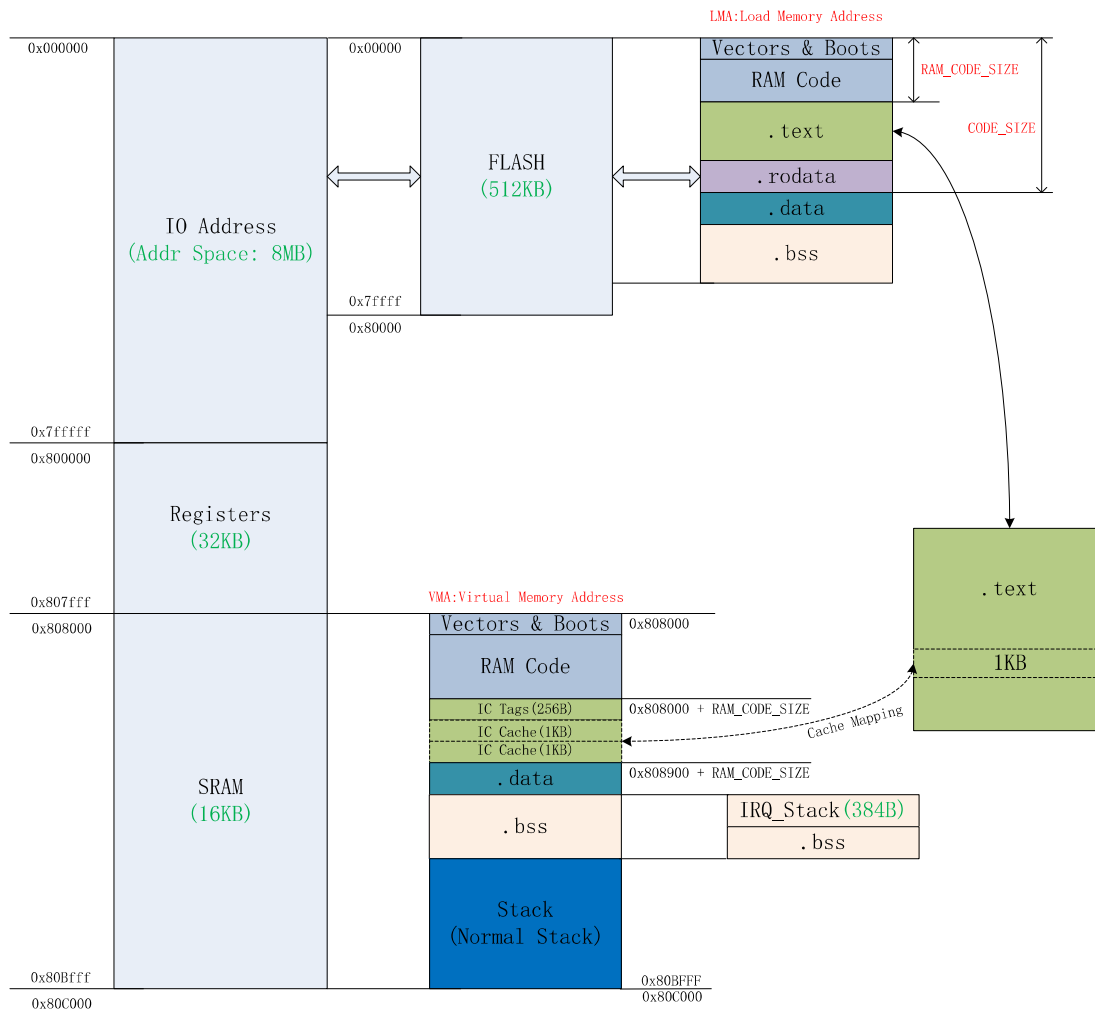 LMA:Load Memory Address
0x000000
0x00000
Vectors & Boots
RAM Code
RAM_CODE_SIZE
.text
CODE_SIZE
FLASH
(512KB)
.rodata
.data
IO Address
(Addr Space: 8MB)
.bss
0x7ffff
0x80000
0x7fffff
0x800000
Registers
(32KB)
.text
1KB
0x807fff
0x808000
VMA:Virtual Memory Address
Vectors & Boots
0x808000
RAM Code
IC Tags(256B)
0x808000 + RAM_CODE_SIZE
IC Cache(1KB)
IC Cache(1KB)
Cache Mapping
.data
0x808900 + RAM_CODE_SIZE
SRAM
(16KB)
.bss
IRQ_Stack(384B)
.bss
Stack
(Normal Stack)
0x80Bfff
0x80C000
0x80BFFF
0x80C000